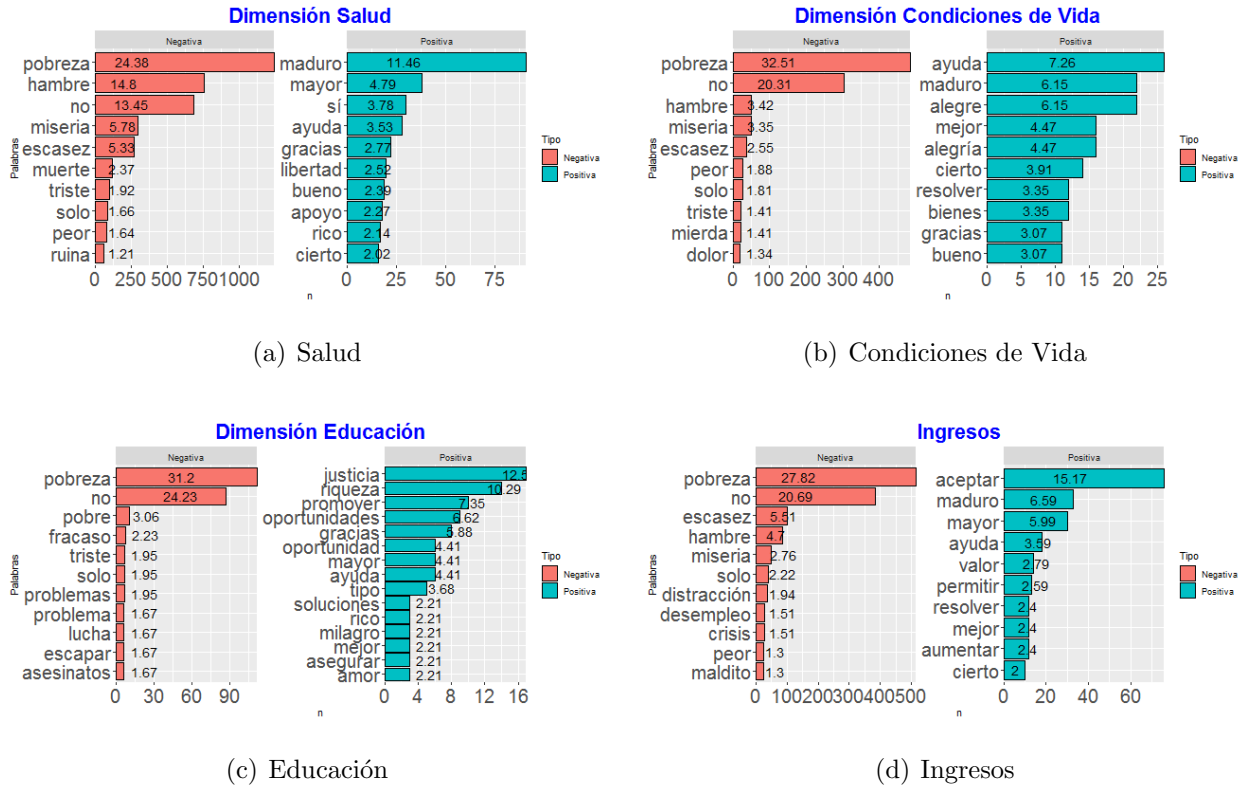 Dimensión Salud
Negativa
Positiva
Palabras
pobreza 24.38
hambre 14.8
no 13.45
miseria 5.78
escasez 5.33
muerte 2.37
triste 1.92
solo 1.66
peor 1.64
ruina 1.21
0 250 500 750 1000
maduro 11.46
mayor 4.79
sí 3.78
ayuda 3.53
gracias 2.77
libertad 2.52
bueno 2.39
apoyo 2.27
rico 2.14
cierto 2.02
0 25 50 75
n
Tipo
Negativa
Positiva
(a) Salud
Dimensión Condiciones de Vida
Negativa
Positiva
Palabras
pobreza 32.51
no 20.31
hambre 3.42
miseria 3.35
escasez 2.55
peor 1.88
solo 1.81
triste 1.41
mierda 1.41
dolor 1.34
0 100 200 300 400
ayuda 7.26
maduro 6.15
alegre 6.15
mejor 4.47
alegría 4.47
cierto 3.91
resolver 3.35
bienes 3.35
gracias 3.07
bueno 3.07
0 5 10 15 20 25
n
Tipo
Negativa
Positiva
(b) Condiciones de Vida
Dimensión Educación
Negativa
Positiva
Palabras
pobreza 31.2
no 24.23
pobre 3.06
fracaso 2.23
triste 1.95
solo 1.95
problemas 1.95
problema 1.67
lucha 1.67
escapar 1.67
asesinatos 1.67
0 30 60 90
justicia 12.5
riqueza 10.29
promover 7.35
oportunidades 6.62
gracias 5.88
oportunidad 4.41
mayor 4.41
ayuda 4.41
tipo 3.68
soluciones 2.21
rico 2.21
milagro 2.21
mejor 2.21
asegurar 2.21
amor 2.21
0 4 8 12 16
n
Tipo
Negativa
Positiva
(c) Educación
Ingresos
Negativa
Positiva
Palabras
pobreza 27.82
no 20.69
escasez 5.51
hambre 4.7
miseria 2.76
solo 2.22
distracción 1.94
desempleo 1.51
crisis 1.51
peor 1.3
maldito 1.3
0 100 200 300 400 500
aceptar 15.17
maduro 6.59
mayor 5.99
ayuda 3.59
valor 2.79
permitir 2.59
resolver 2.4
mejor 2.4
aumentar 2.4
cierto 2
0 20 40 60
n
Tipo
Negativa
Positiva
(d) Ingresos